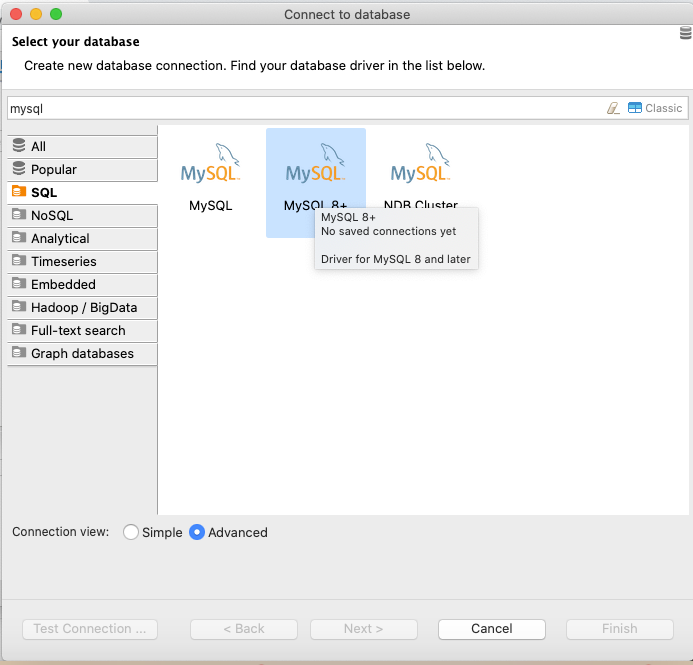 Connect to database
Select your database
Create new database connection. Find your database driver in the list below.
mysql
Classic
All
Popular
SQL
NoSQL
Analytical
Timeseries
Embedded
Hadoop / BigData
Full-text search
Graph databases
MySQL MySQL MySQL
MySQL MySQL 8+ NDB Cluster
MySQL 8+
No saved connections yet
Driver for MySQL 8 and later
Connection view: Simple Advanced
Test Connection ... < Back Next > Cancel Finish